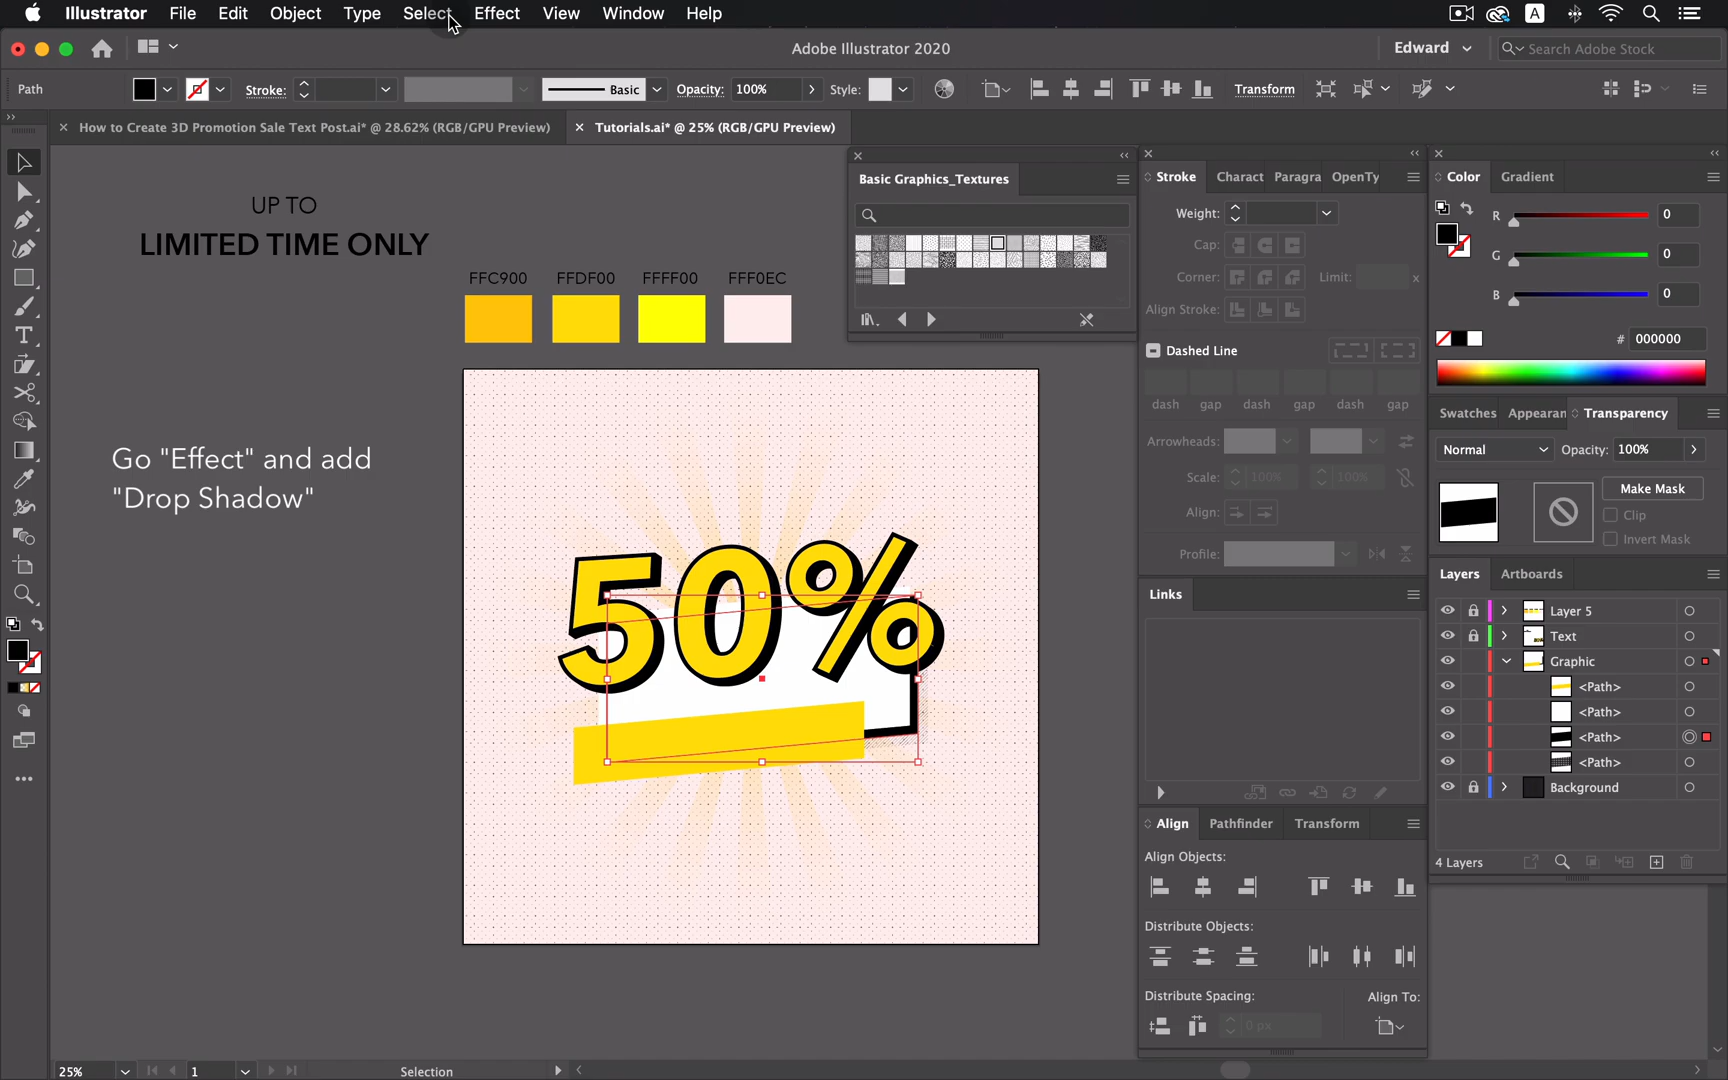 Illustrator File Edit Object Type Select Effect View Window Help
A
Adobe Illustrator 2020
Edward
Search Adobe Stock
Path
Stroke:
Basic
Opacity: 100%
Style:
Transform
How to Create 3D Promotion Sale Text Post.ai* @ 28.62% (RGB/GPU Preview)
Tutorials.ai* @ 25% (RGB/GPU Preview)
UP TO
LIMITED TIME ONLY
FFC900 FFDF00 FFFF00 FFF0EC
Go "Effect" and add
"Drop Shadow"
50%
Basic Graphics_Textures
Stroke Charact Paragra OpenTy
Weight:
Cap:
Corner:
Limit:
x
Align Stroke:
Dashed Line
dash gap dash gap dash gap
Arrowheads:
Scale: 100% 100%
Align:
Profile:
Links
Align Pathfinder Transform
Align Objects:
Distribute Objects:
Distribute Spacing:
Align To:
0 px
Color Gradient
R 0
G 0
B 0
# 000000
Swatches Appearan Transparency
Normal
Opacity: 100%
Make Mask
Clip
Invert Mask
Layers Artboards
Layer 5
Text
Graphic
<Path>
<Path>
<Path>
<Path>
Background
4 Layers
25%
1
Selection